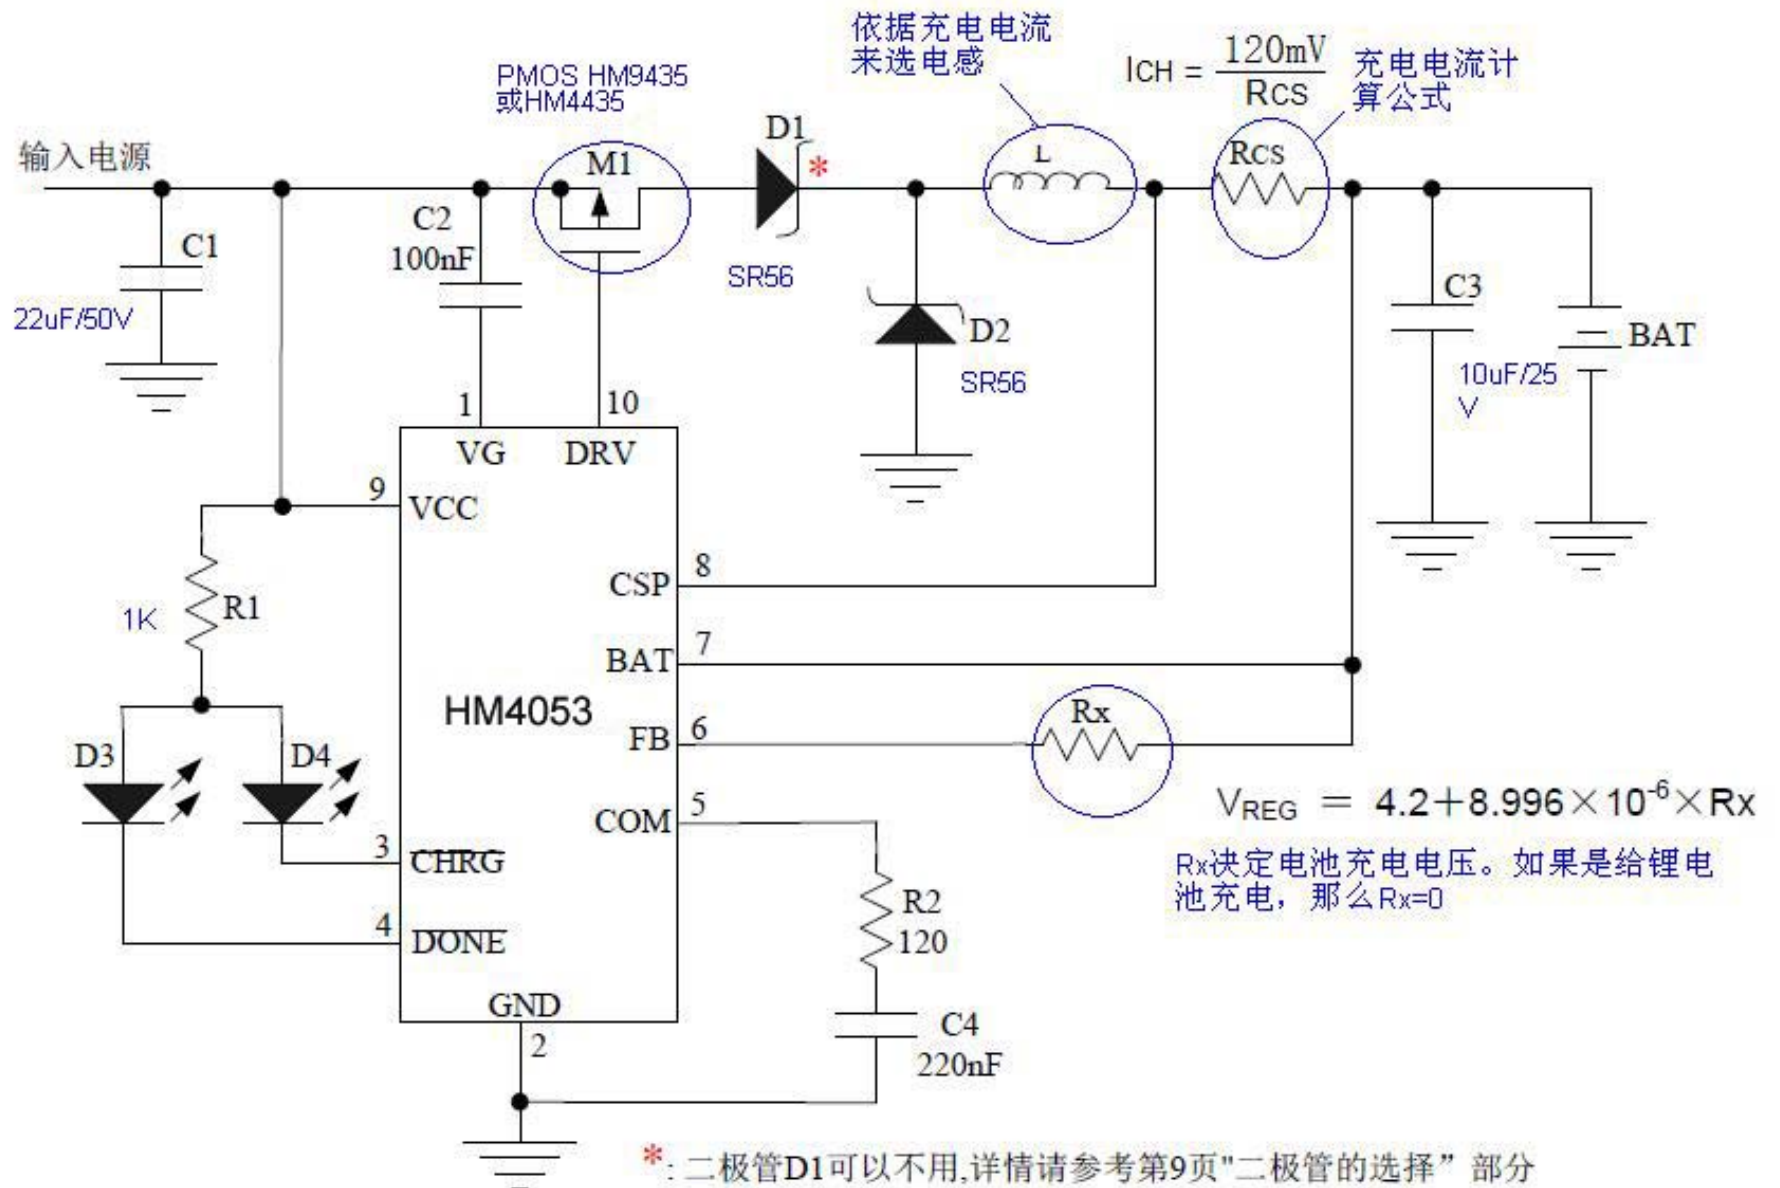 依据充电电流
来选电感
ICH = 120mV / RCS
充电电流计
算公式
PMOS HM9435
或HM4435
输入电源
M1
D1
*
L
RCS
C1
22uF/50V
C2
100nF
SR56
D2
SR56
C3
10uF/25
V
BAT
1
10
VG
DRV
9
VCC
8
CSP
R1
1K
7
BAT
HM4053
Rx
6
FB
D3
D4
VREG = 4.2+8.996×10-6×Rx
5
COM
Rx决定电池充电电压。如果是给锂电
池充电，那么Rx=0
3
CHRG
R2
120
4
DONE
GND
2
C4
220nF
*: 二极管D1可以不用,详情请参考第9页"二极管的选择” 部分